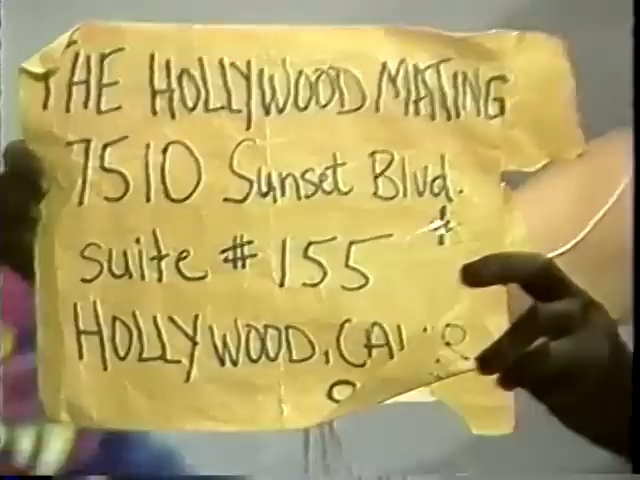 THE HOLLYWOOD MATING
7510 Sunset Blvd.
suite # 155
HOLLYWOOD, CA